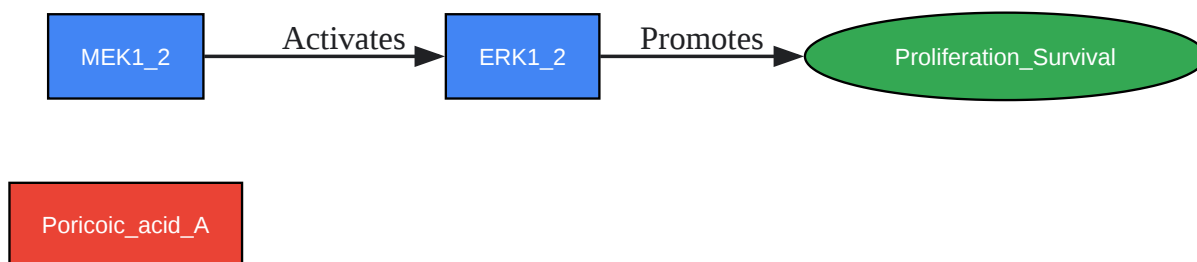 MEK1_2
Activates
ERK1_2
Promotes
Proliferation_Survival
Poricoic_acid_A